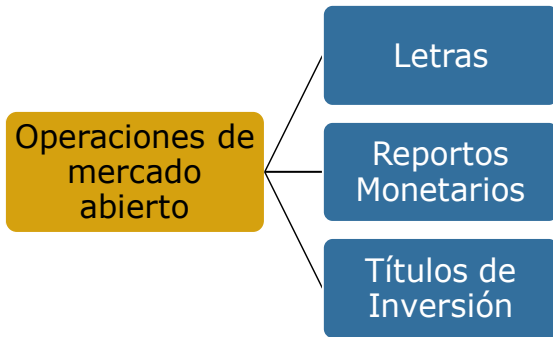 Operaciones de
mercado
abierto
Letras
Reportos
Monetarios
Títulos de
Inversión